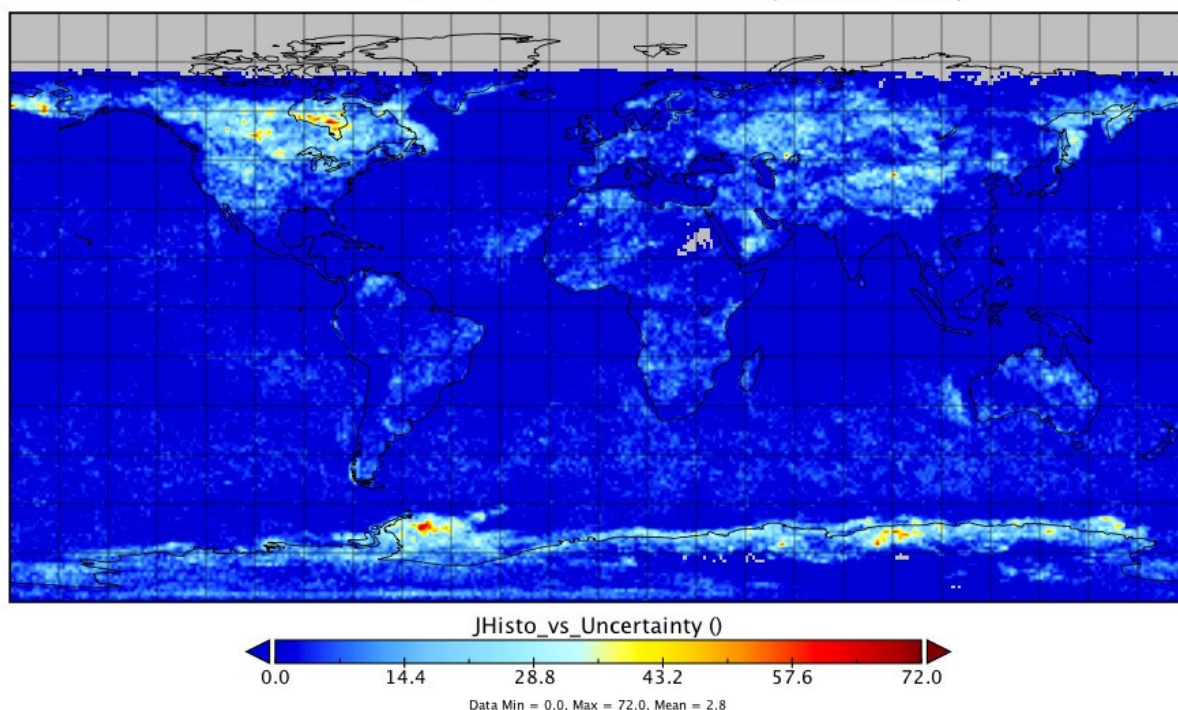 JHisto_vs_Uncertainty ()
0.0 14.4 28.8 43.2 57.6 72.0
Data Min = 0.0, Max = 72.0, Mean = 2.8